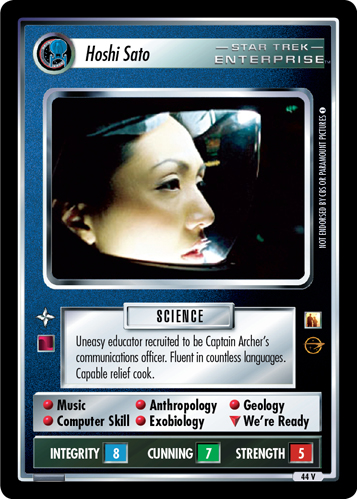 Hoshi Sato
STAR TREK
ENTERPRISE™
NOT ENDORSED BY CBS OR PARAMOUNT PICTURES
SCIENCE
Uneasy educator recruited to be Captain Archer's
communications officer. Fluent in countless languages.
Capable relief cook.
Music Anthropology Geology
Computer Skill Exobiology We're Ready
INTEGRITY 8 CUNNING 7 STRENGTH 5
44 V